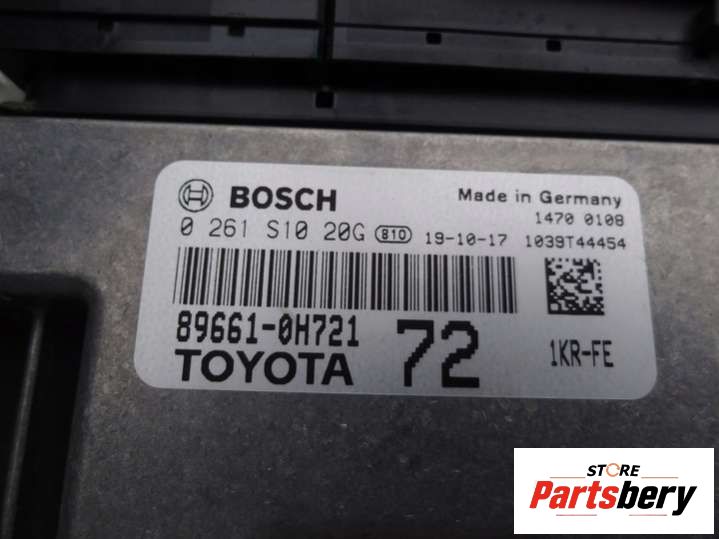 BOSCH
Made in Germany
1470 0108
0 261 S10 20G 810 19-10-17 1039T44454
89661-0H721
TOYOTA
72
1KR-FE
STORE
Partsbery